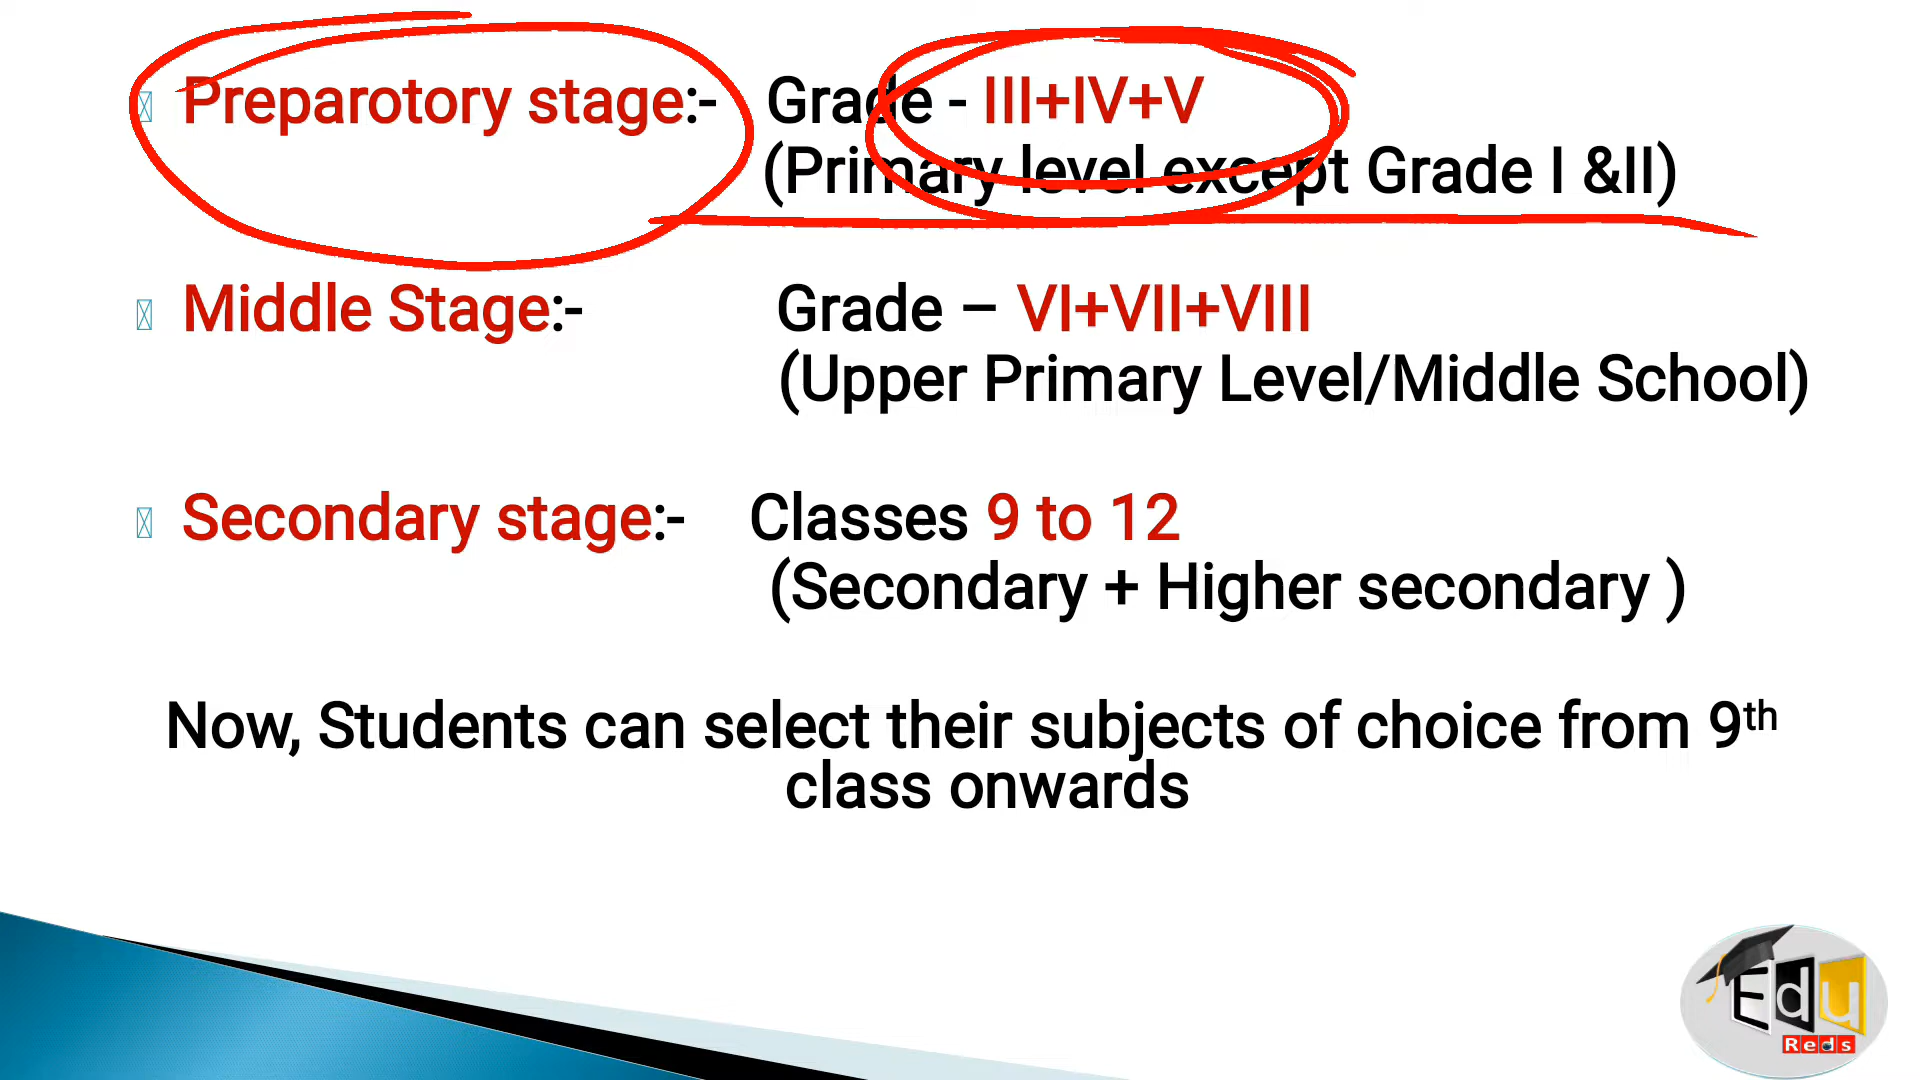 Preparotory stage:- Grade - III+IV+V
(Primary level except Grade I &II)
Middle Stage:- Grade – VI+VII+VIII
(Upper Primary Level/Middle School)
Secondary stage:- Classes 9 to 12
(Secondary + Higher secondary )
Now, Students can select their subjects of choice from 9th
class onwards
Edu
Reds